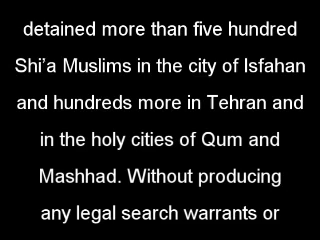 detained more than five hundred
Shi’a Muslims in the city of Isfahan
and hundreds more in Tehran and
in the holy cities of Qum and
Mashhad. Without producing
any legal search warrants or